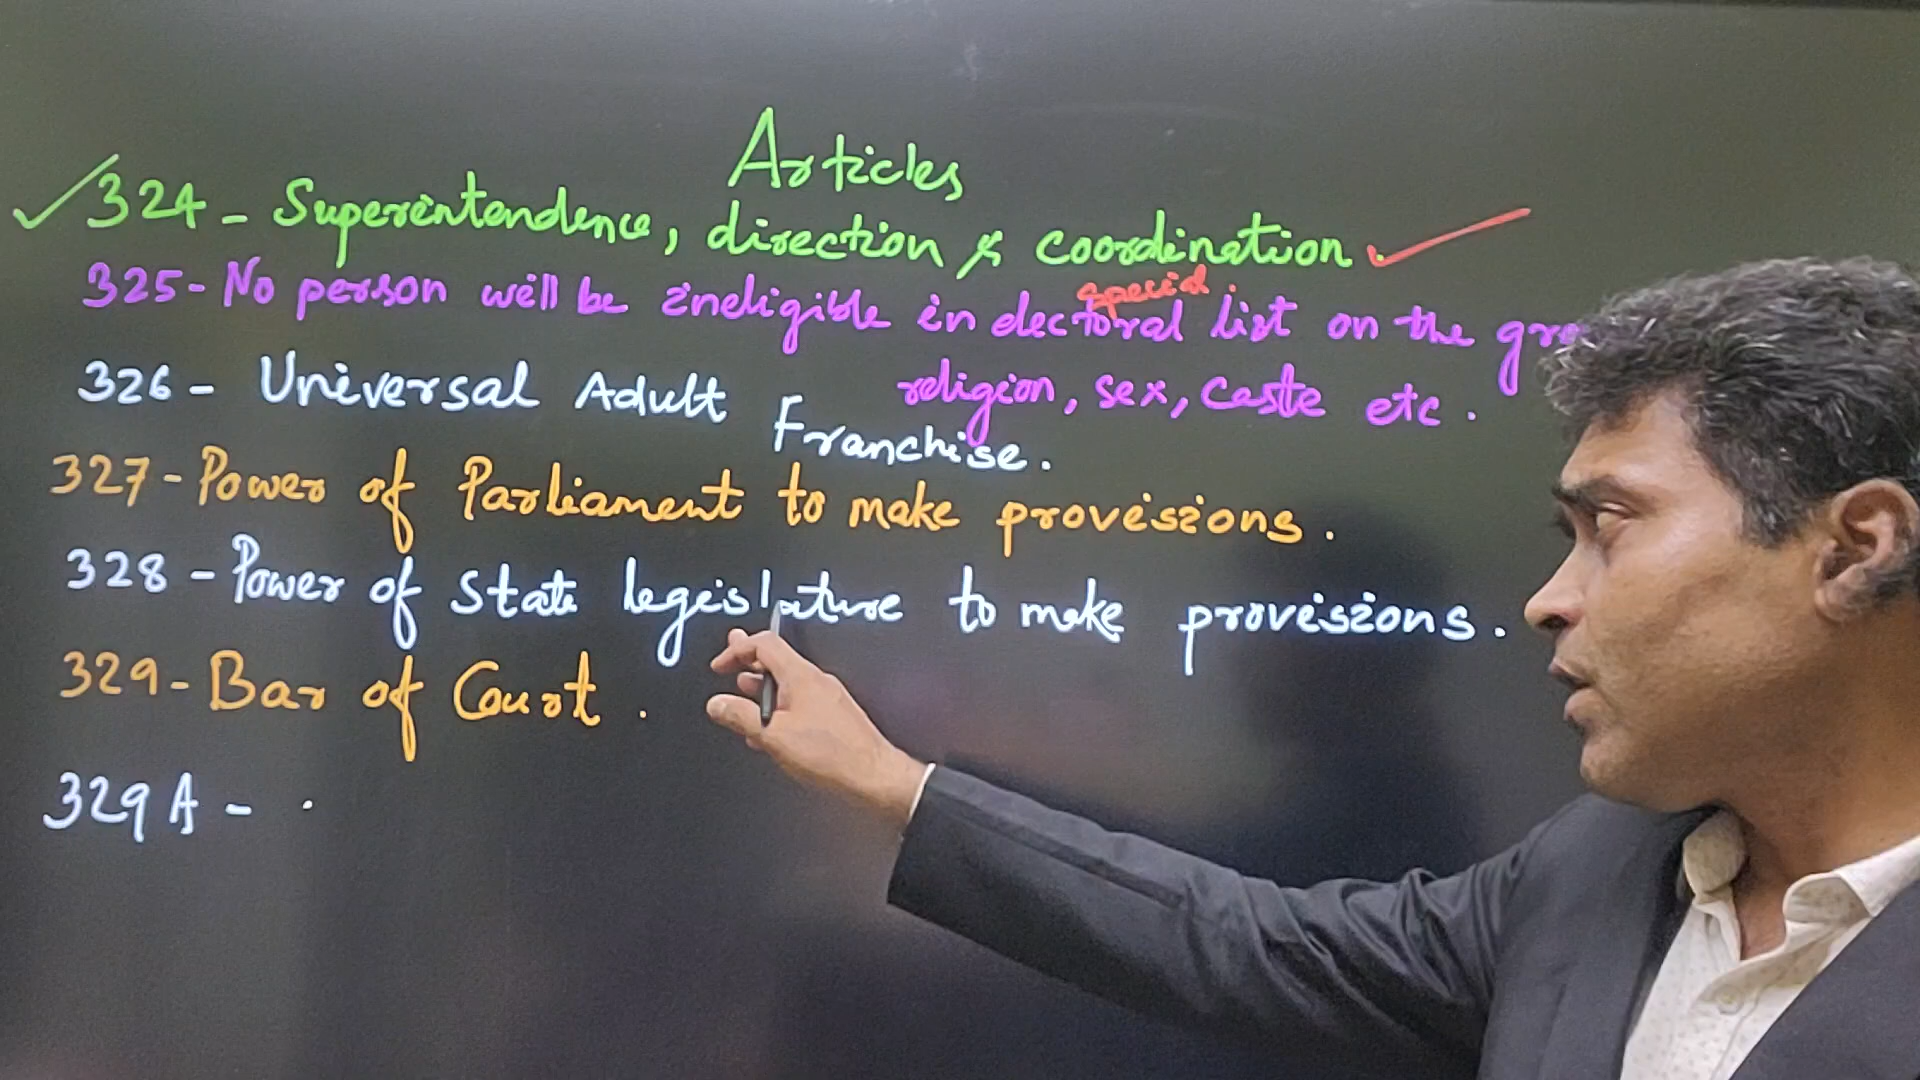 Articles
324 - Superintendence, direction & coordination.
special
325 - No person will be ineligible in electoral list on the
religion, sex, caste etc.
326 - Universal Adult Franchise.
327 - Power of Parliament to make provisions.
328 - Power of State legislature to make provisions.
329 - Bar of Court.
329A -